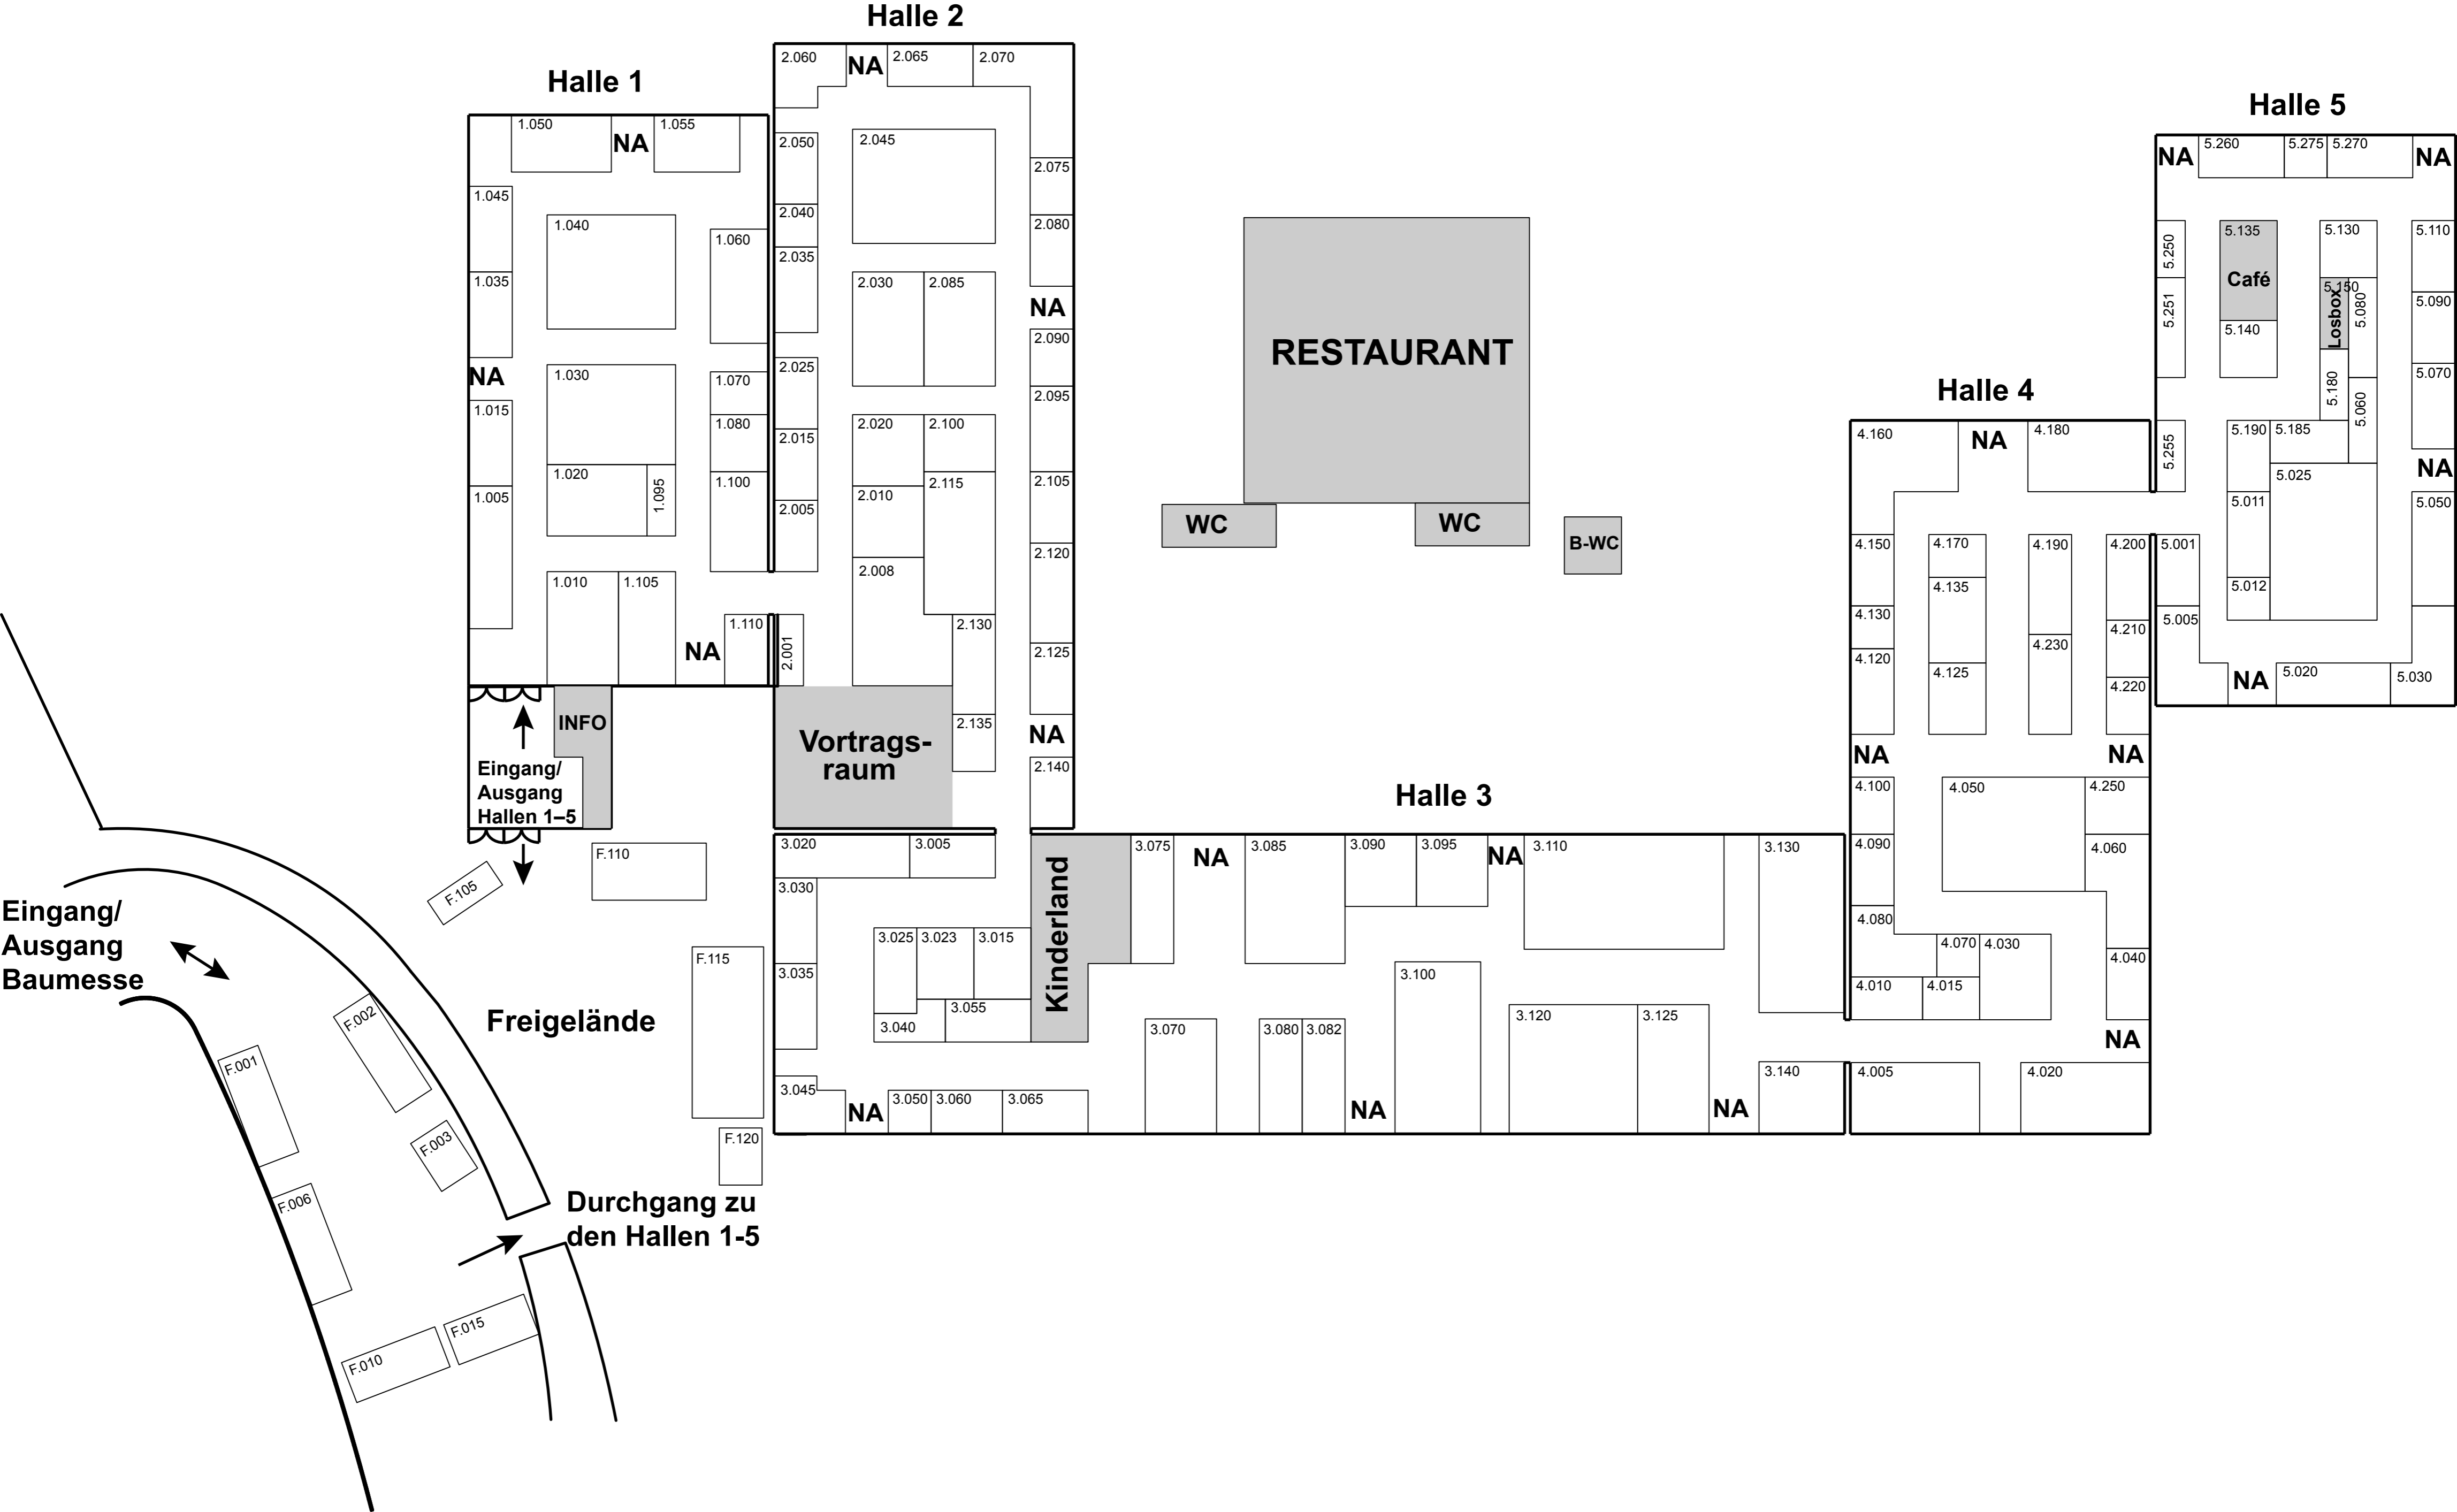 Halle 1
1.050
NA
1.055
1.045
1.040
1.060
1.035
1.030
NA
1.070
1.015
1.080
1.020
1.095
1.100
1.005
1.010
1.105
1.110
NA
INFO
Eingang/
Ausgang
Hallen 1–5
Halle 2
2.060
NA
2.065
2.070
2.050
2.045
2.075
2.040
2.080
2.035
2.030
2.085
NA
2.090
2.025
2.095
2.020
2.100
2.015
2.105
2.010
2.115
2.005
2.120
2.008
2.130
2.001
2.125
2.135
NA
2.140
Vortrags-
raum
RESTAURANT
WC
WC
B-WC
Halle 3
3.020
3.005
3.030
3.025
3.023
3.015
3.035
3.055
3.040
3.045
NA
3.050
3.060
3.065
Kinderland
3.075
NA
3.085
3.090
3.095
NA
3.110
3.130
3.100
3.070
3.080
3.082
NA
3.120
3.125
NA
3.140
Halle 4
4.160
NA
4.180
4.150
4.170
4.190
4.200
4.135
4.130
4.210
4.120
4.125
4.230
4.220
NA
NA
4.100
4.050
4.250
4.090
4.060
4.080
4.070
4.030
4.040
4.010
4.015
NA
4.005
4.020
Halle 5
NA
5.260
5.275
5.270
NA
5.250
5.135
Café
5.130
5.110
5.251
5.150
Losbox
5.080
5.090
5.140
5.180
5.060
5.070
5.255
5.190
5.185
NA
5.025
5.011
5.050
5.001
5.012
5.005
NA
5.020
5.030
F.110
F.105
Eingang/
Ausgang
Baumesse
F.115
Freigelände
F.002
F.001
F.003
F.120
F.006
Durchgang zu
den Hallen 1-5
F.015
F.010